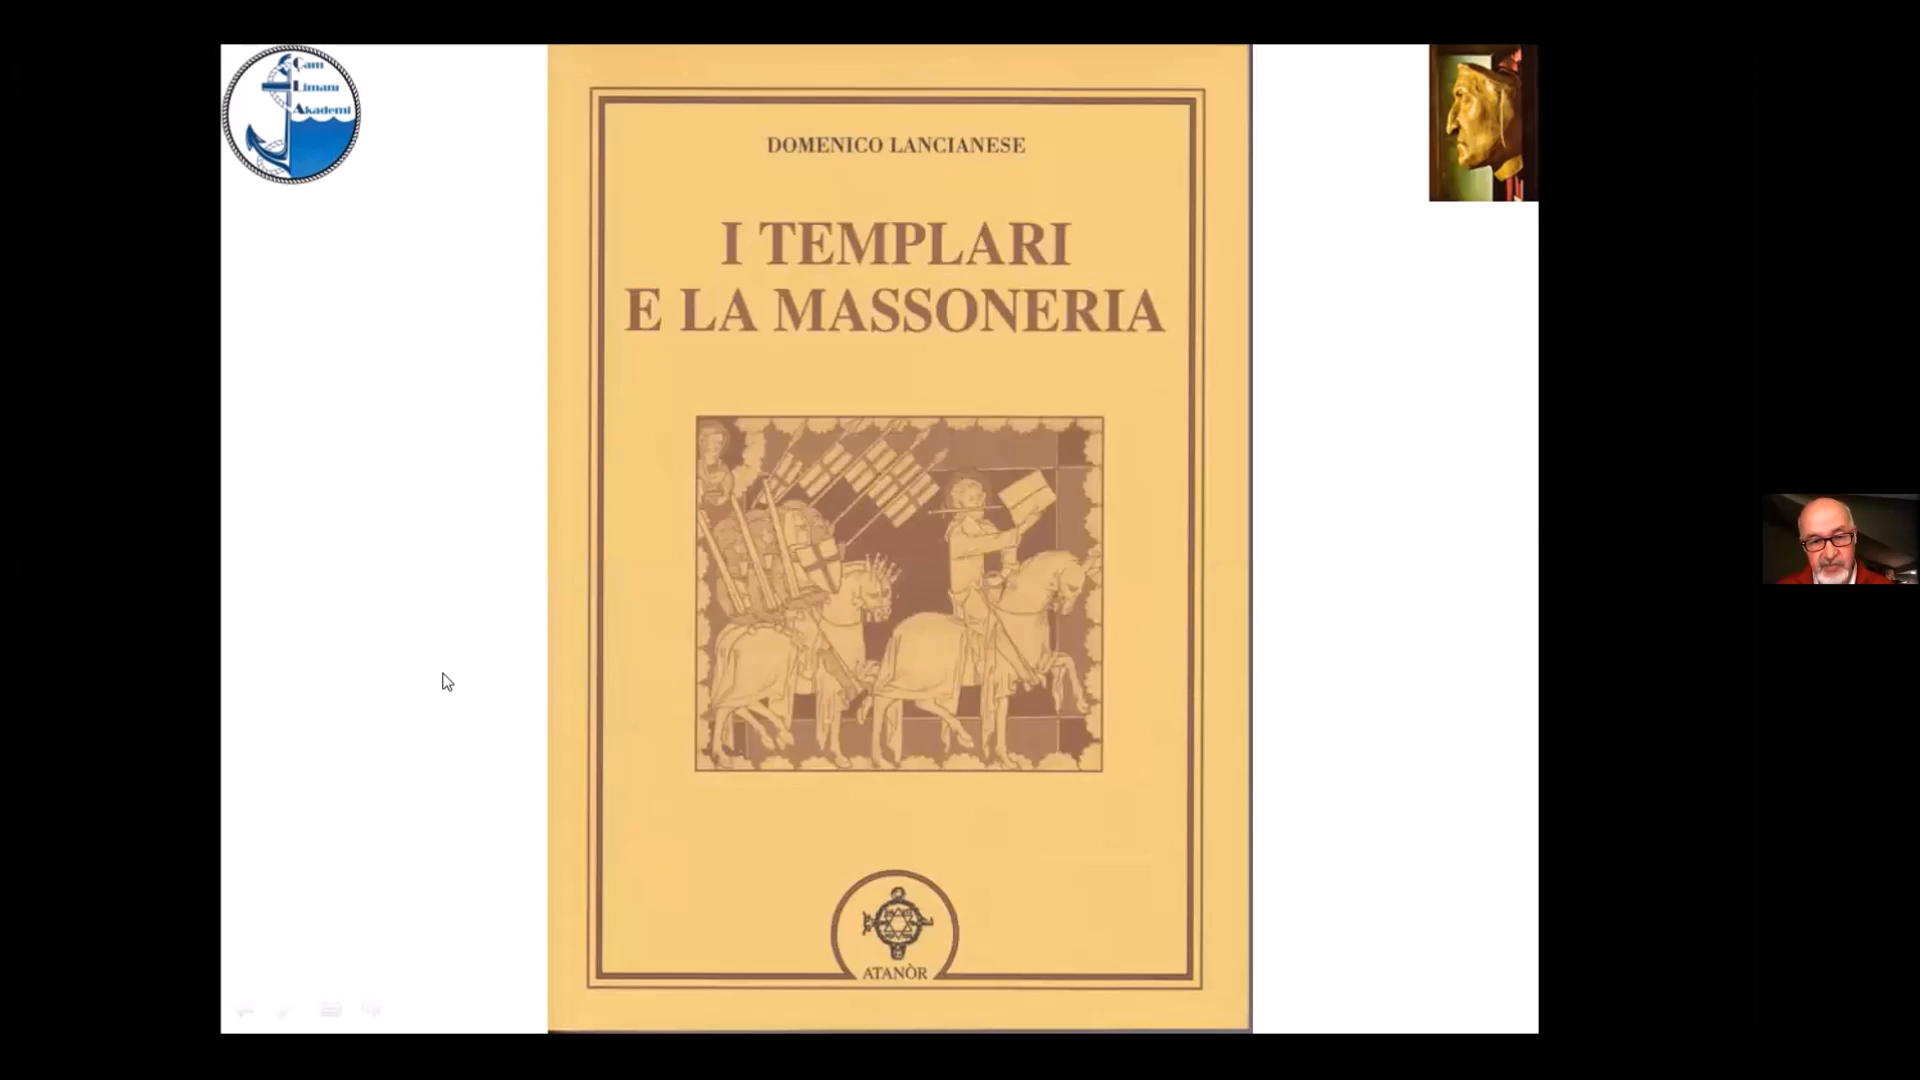 Çam
Limanı
Akademi
DOMENICO LANCIANESE
I TEMPLARI
E LA MASSONERIA
ATANÒR